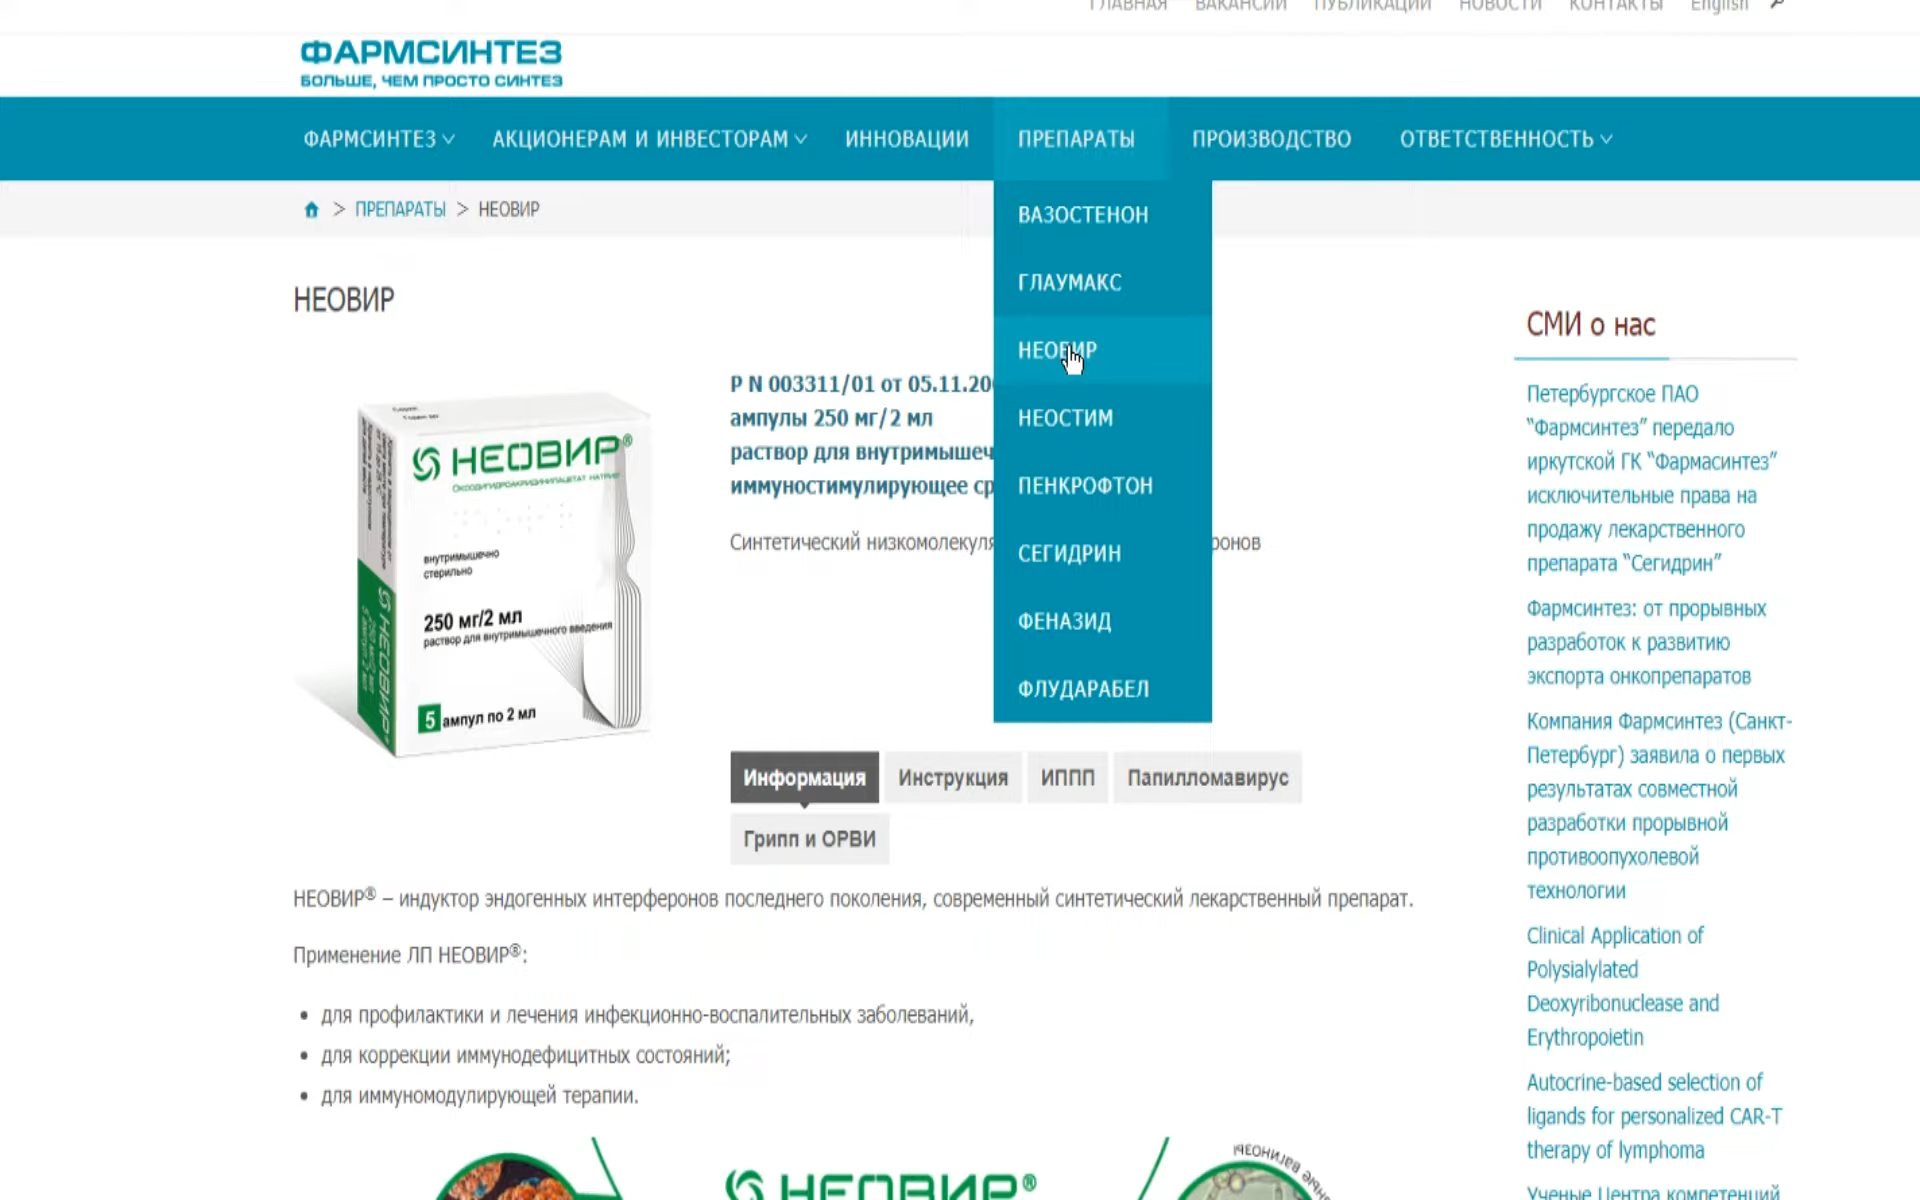 ГЛАВНАЯ ВАКАНСИИ ПУБЛИКАЦИИ НОВОСТИ КОНТАКТЫ English
ФАРМСИНТЕЗ
БОЛЬШЕ, ЧЕМ ПРОСТО СИНТЕЗ
ФАРМСИНТЕЗ АКЦИОНЕРАМ И ИНВЕСТОРАМ ИННОВАЦИИ ПРЕПАРАТЫ ПРОИЗВОДСТВО ОТВЕТСТВЕННОСТЬ
> ПРЕПАРАТЫ > НЕОВИР
ВАЗОСТЕНОН
ГЛАУМАКС
НЕОВИР
НЕОСТИМ
ПЕНКРОФТОН
СЕГИДРИН
ФЕНАЗИД
ФЛУДАРАБЕЛ
НЕОВИР
НЕОВИР®
Оксодигидроакридинилацетат натрия
внутримышечно
стерильно
250 мг/2 мл
раствор для внутримышечного введения
5 ампул по 2 мл
НЕОВИР®
Р N 003311/01 от 05.11.20
ампулы 250 мг/2 мл
раствор для внутримышеч
иммуностимулирующее ср
Синтетический низкомолекуля ронов
Информация Инструкция ИППП Папилломавирус
Грипп и ОРВИ
НЕОВИР® – индуктор эндогенных интерферонов последнего поколения, современный синтетический лекарственный препарат.
Применение ЛП НЕОВИР®:
• для профилактики и лечения инфекционно-воспалительных заболеваний,
• для коррекции иммунодефицитных состояний;
• для иммуномодулирующей терапии.
НЕОВИР®
СМИ о нас
Петербургское ПАО
“Фармсинтез” передало
иркутской ГК “Фармасинтез”
исключительные права на
продажу лекарственного
препарата “Сегидрин”
Фармсинтез: от прорывных
разработок к развитию
экспорта онкопрепаратов
Компания Фармсинтез (Санкт-
Петербург) заявила о первых
результатах совместной
разработки прорывной
противоопухолевой
технологии
Clinical Application of
Polysialylated
Deoxyribonuclease and
Erythropoietin
Autocrine-based selection of
ligands for personalized CAR-T
therapy of lymphoma
Ученые Центра компетенций